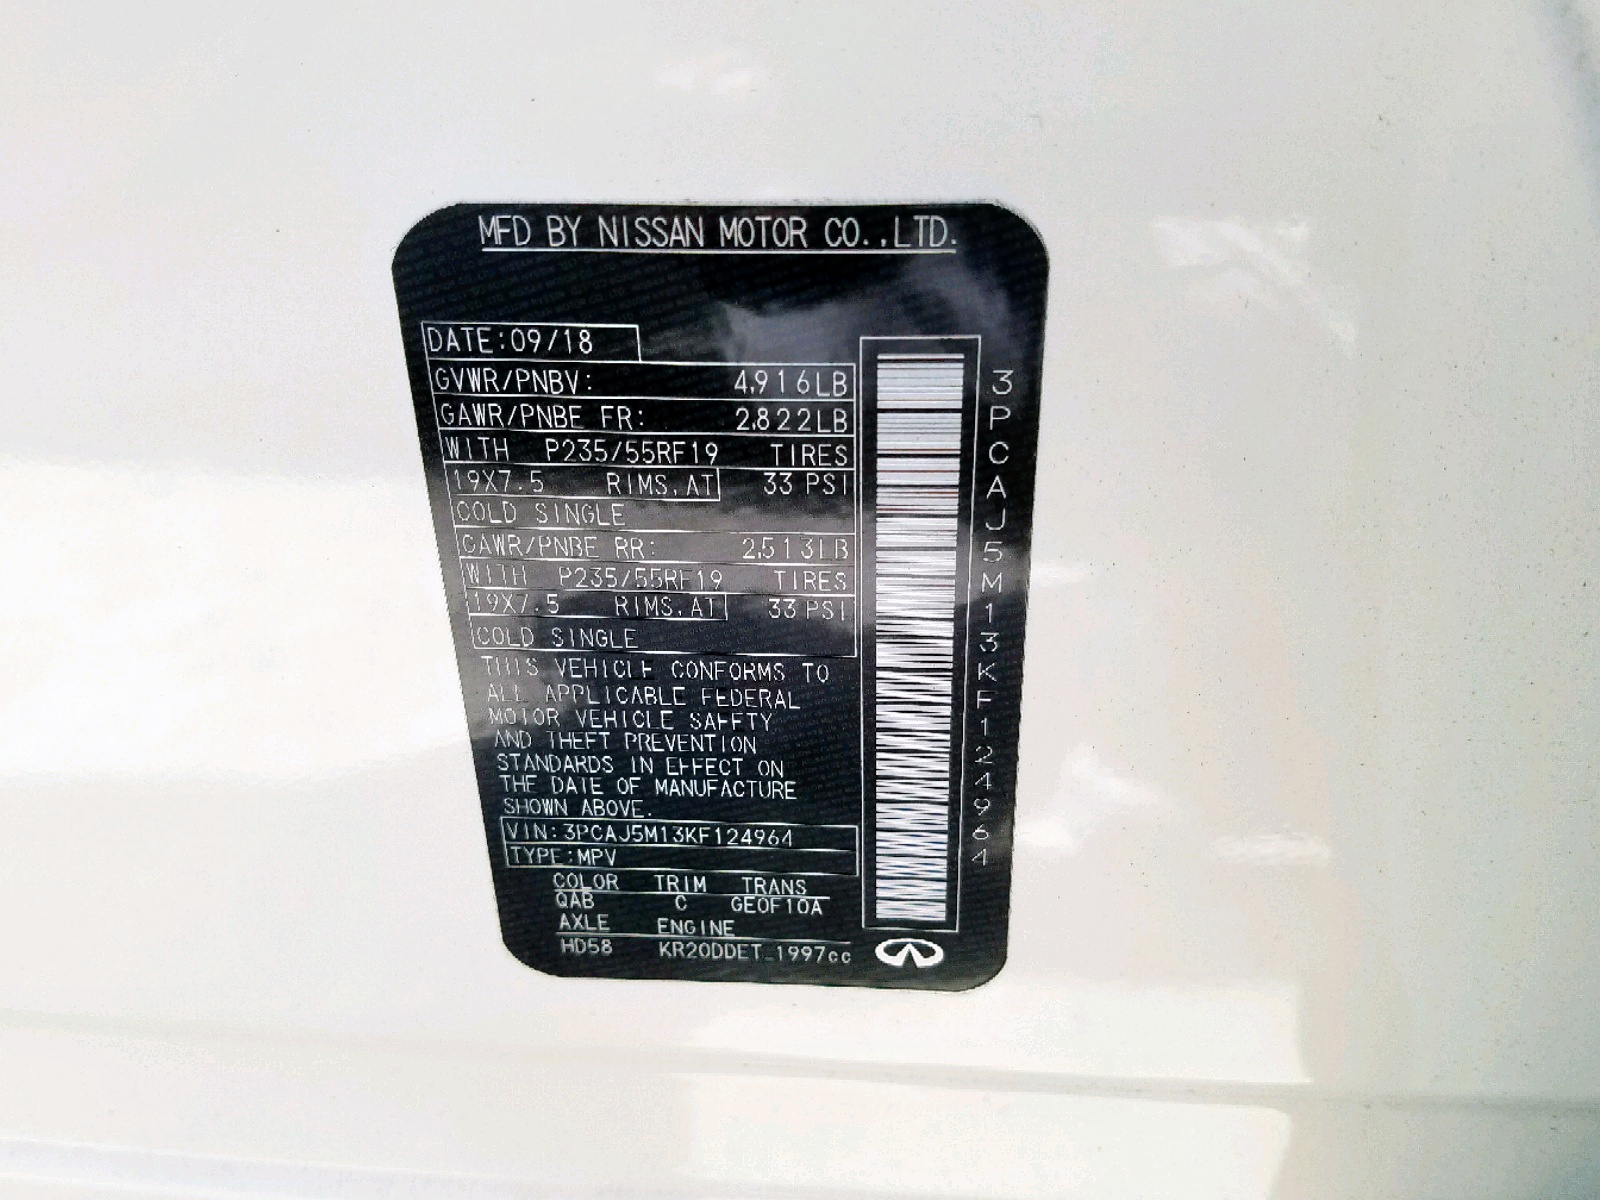 MFD BY NISSAN MOTOR CO.,LTD.
DATE:09/18
GVWR/PNBV: 4,916LB
GAWR/PNBE FR: 2,822LB
WITH P235/55RF19 TIRES
19X7.5 RIMS,AT 33 PSI
COLD SINGLE
GAWR/PNBE RR: 2,513LB
WITH P235/55RF19 TIRES
19X7.5 RIMS,AT 33 PSI
COLD SINGLE
THIS VEHICLE CONFORMS TO
ALL APPLICABLE FEDERAL
MOTOR VEHICLE SAFETY
AND THEFT PREVENTION
STANDARDS IN EFFECT ON
THE DATE OF MANUFACTURE
SHOWN ABOVE.
VIN:3PCAJ5M13KF124964
TYPE:MPV
COLOR TRIM TRANS
QAB C GE0F10A
AXLE ENGINE
HD58 KR20DDET 1997cc
3PCAJ5M13KF124964